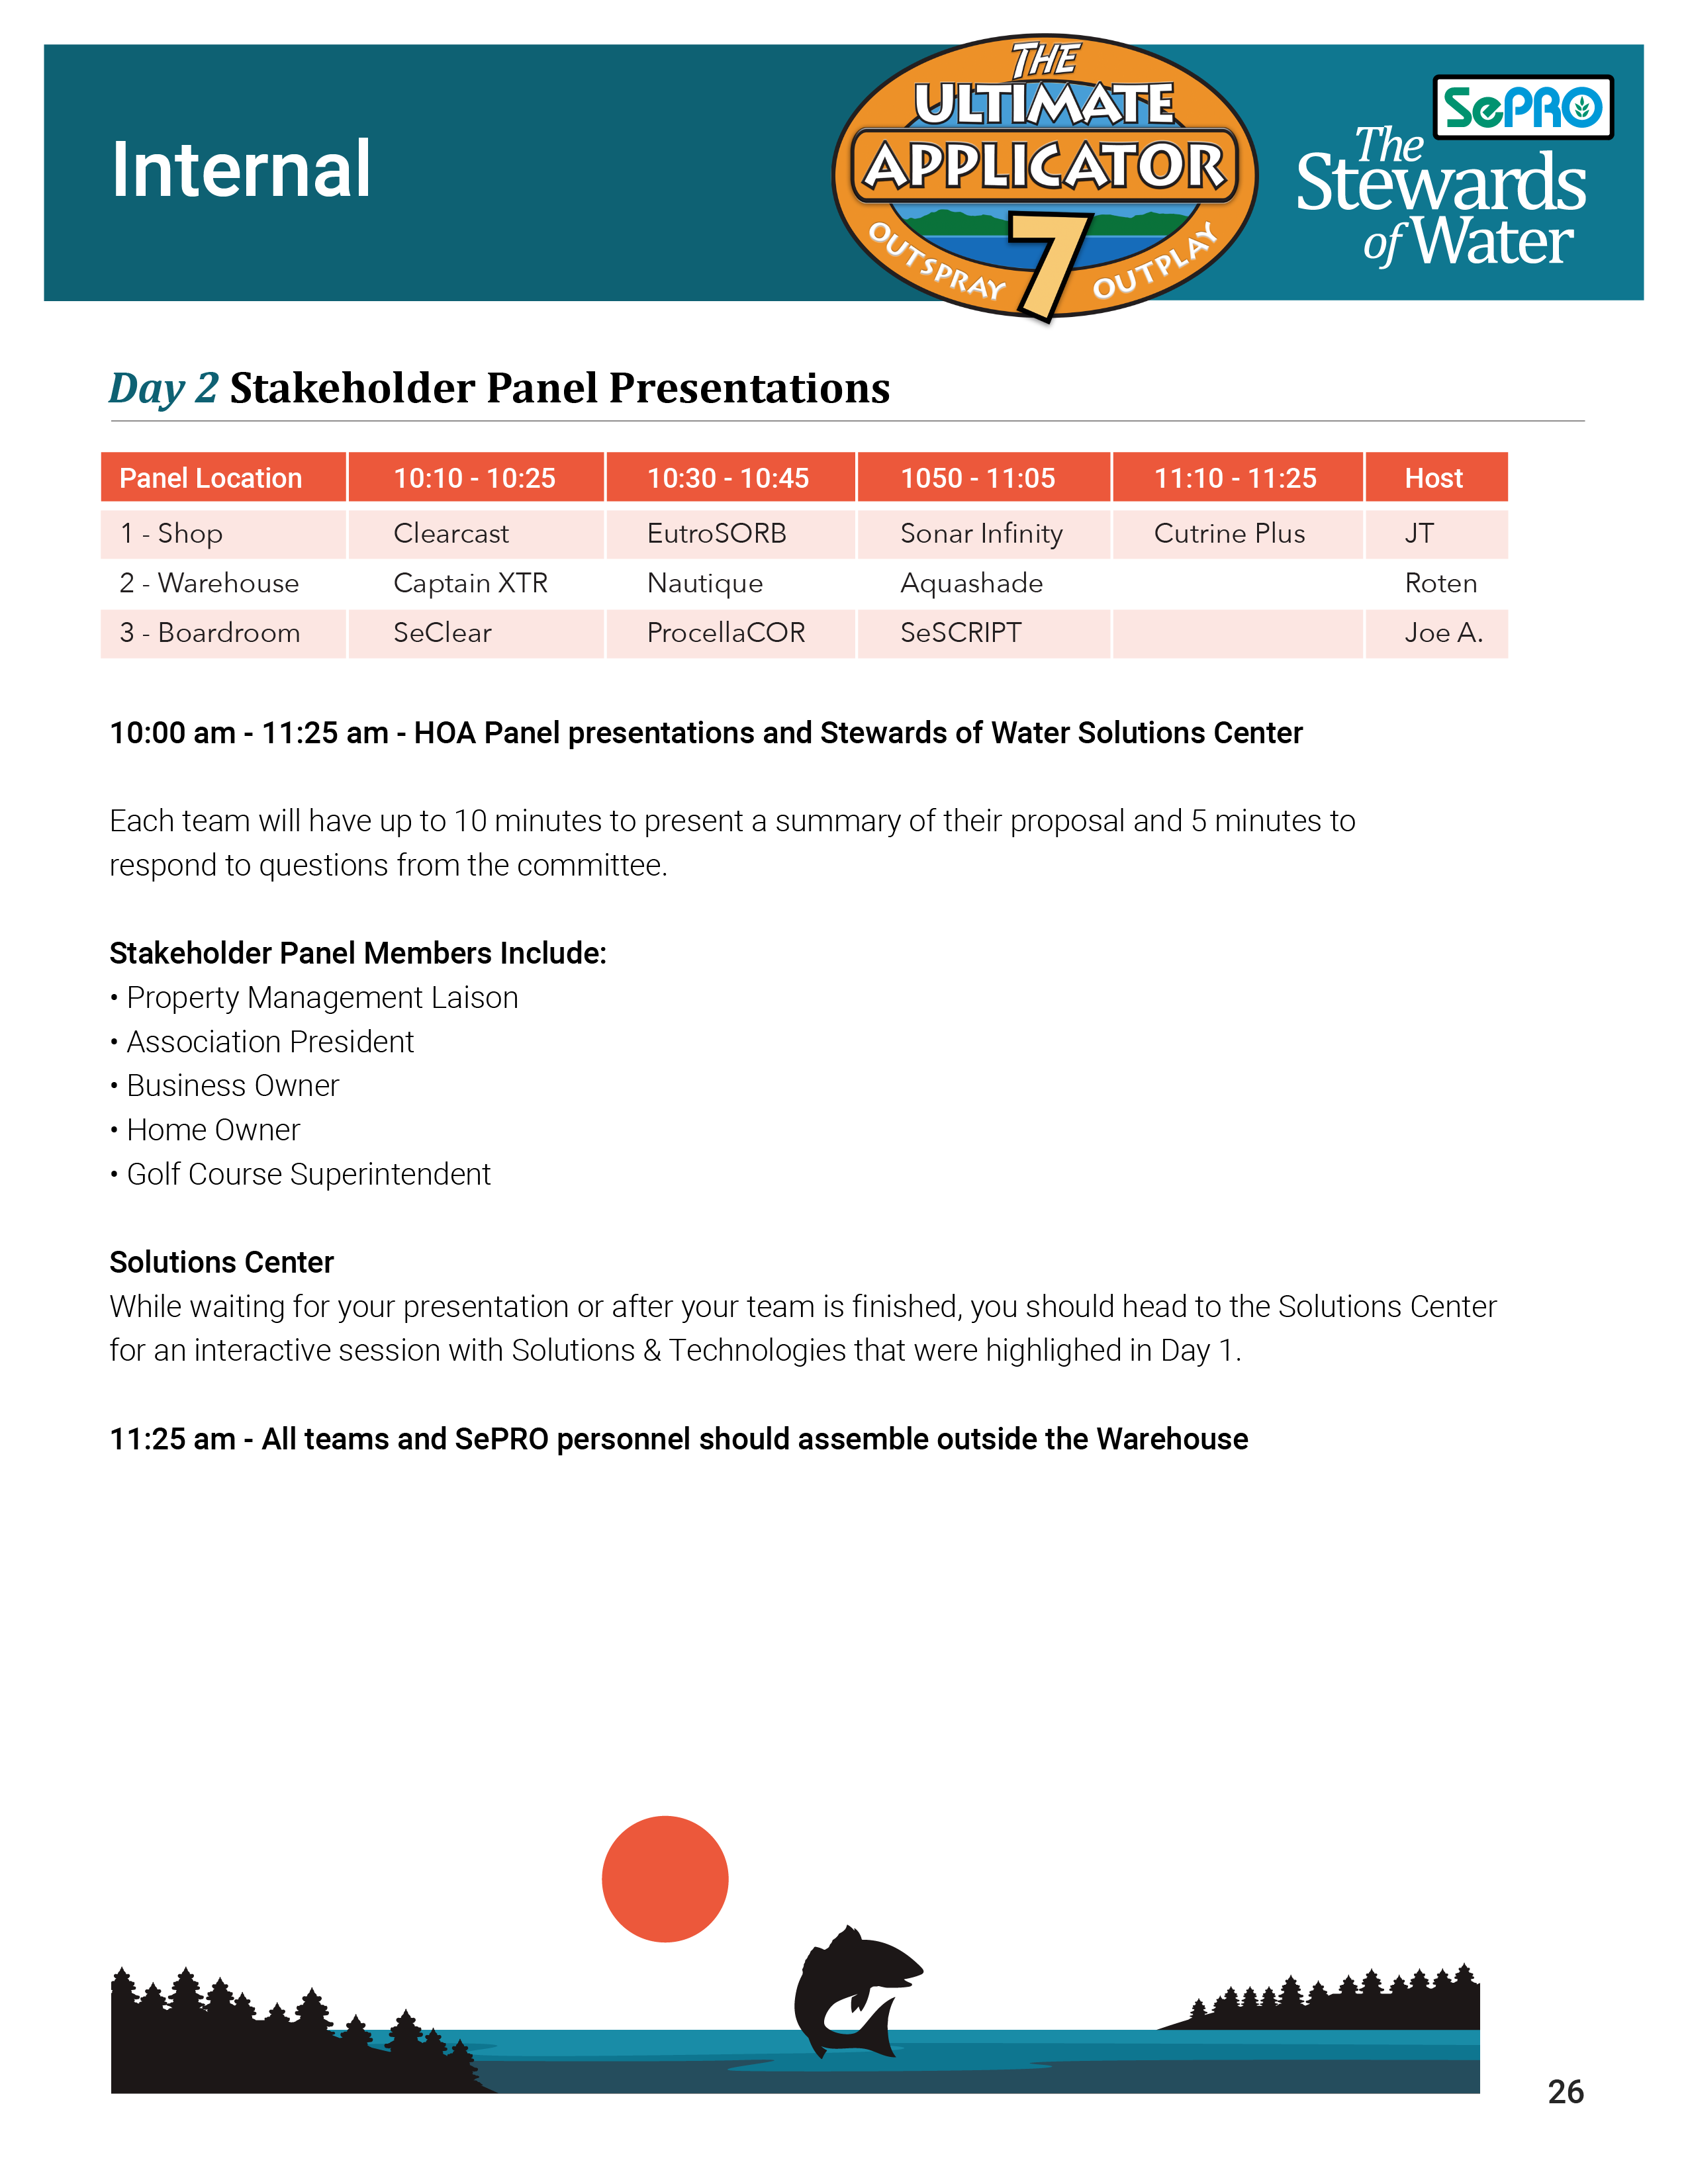 Internal
THE
ULTIMATE
APPLICATOR
7
OUTSPRAY
OUTPLAY
SePRO
The
Stewards
of Water
Day 2 Stakeholder Panel Presentations
Panel Location 10:10 - 10:25 10:30 - 10:45 1050 - 11:05 11:10 - 11:25 Host
1 - Shop Clearcast EutroSORB Sonar Infinity Cutrine Plus JT
2 - Warehouse Captain XTR Nautique Aquashade Roten
3 - Boardroom SeClear ProcellaCOR SeSCRIPT Joe A.
10:00 am - 11:25 am - HOA Panel presentations and Stewards of Water Solutions Center
Each team will have up to 10 minutes to present a summary of their proposal and 5 minutes to
respond to questions from the committee.
Stakeholder Panel Members Include:
• Property Management Laison
• Association President
• Business Owner
• Home Owner
• Golf Course Superintendent
Solutions Center
While waiting for your presentation or after your team is finished, you should head to the Solutions Center
for an interactive session with Solutions & Technologies that were highlighed in Day 1.
11:25 am - All teams and SePRO personnel should assemble outside the Warehouse
26